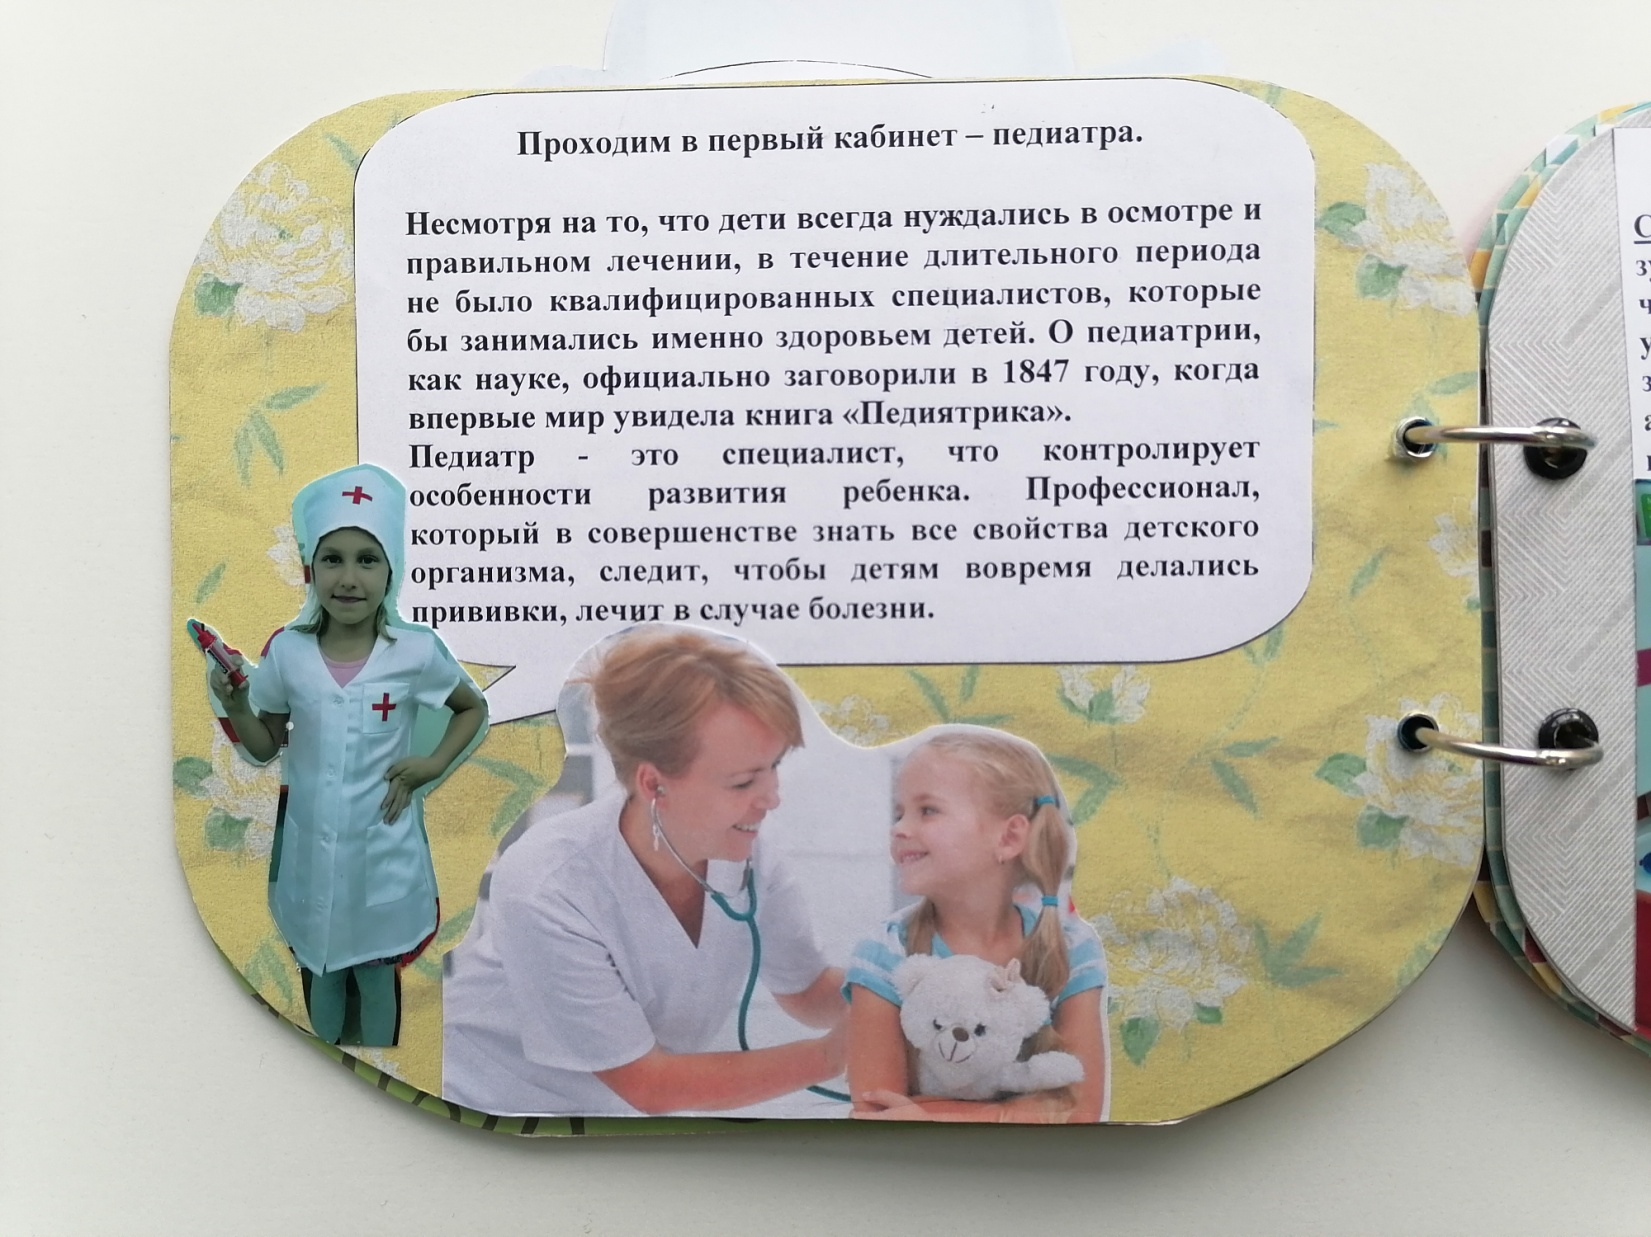 Проходим в первый кабинет – педиатра.
Несмотря на то, что дети всегда нуждались в осмотре и
правильном лечении, в течение длительного периода
не было квалифицированных специалистов, которые
бы занимались именно здоровьем детей. О педиатрии,
как науке, официально заговорили в 1847 году, когда
впервые мир увидела книга «Педиятрика».
Педиатр - это специалист, что контролирует
особенности развития ребенка. Профессионал,
который в совершенстве знать все свойства детского
организма, следит, чтобы детям вовремя делались
прививки, лечит в случае болезни.